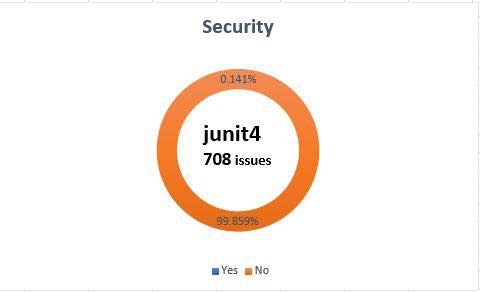 Security
0.141%
junit4
708 issues
99.859%
Yes No